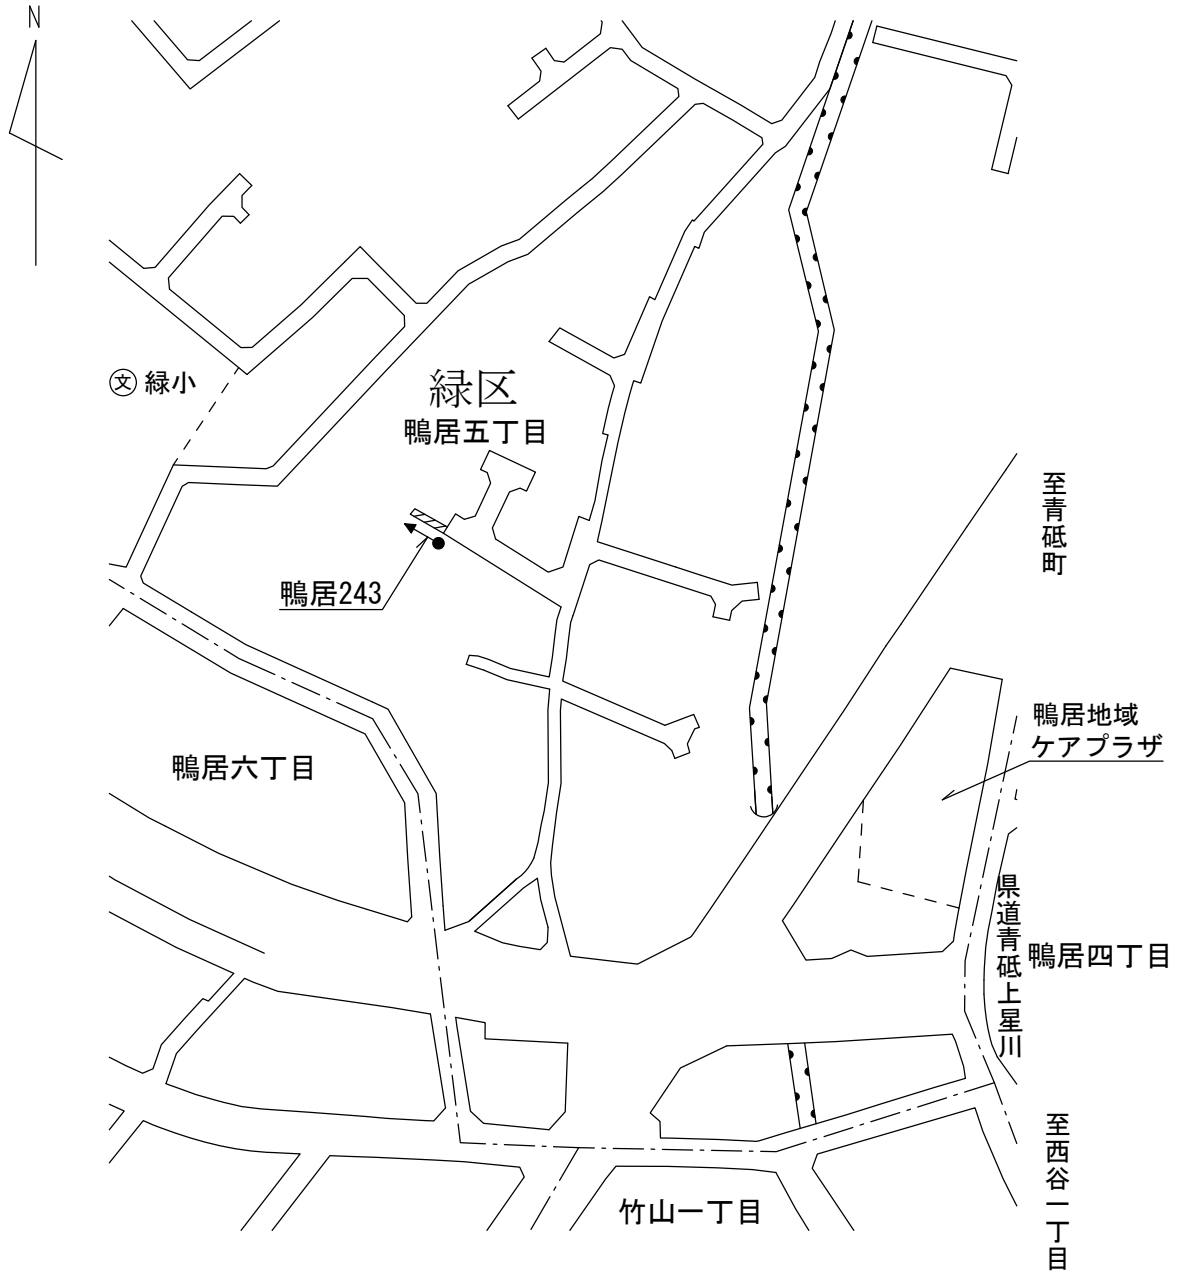 N
文 緑小
緑区
鴨居五丁目
至青砥町
鴨居243
鴨居地域
ケアプラザ
鴨居六丁目
県道青砥上星川
鴨居四丁目
至西谷一丁目
竹山一丁目